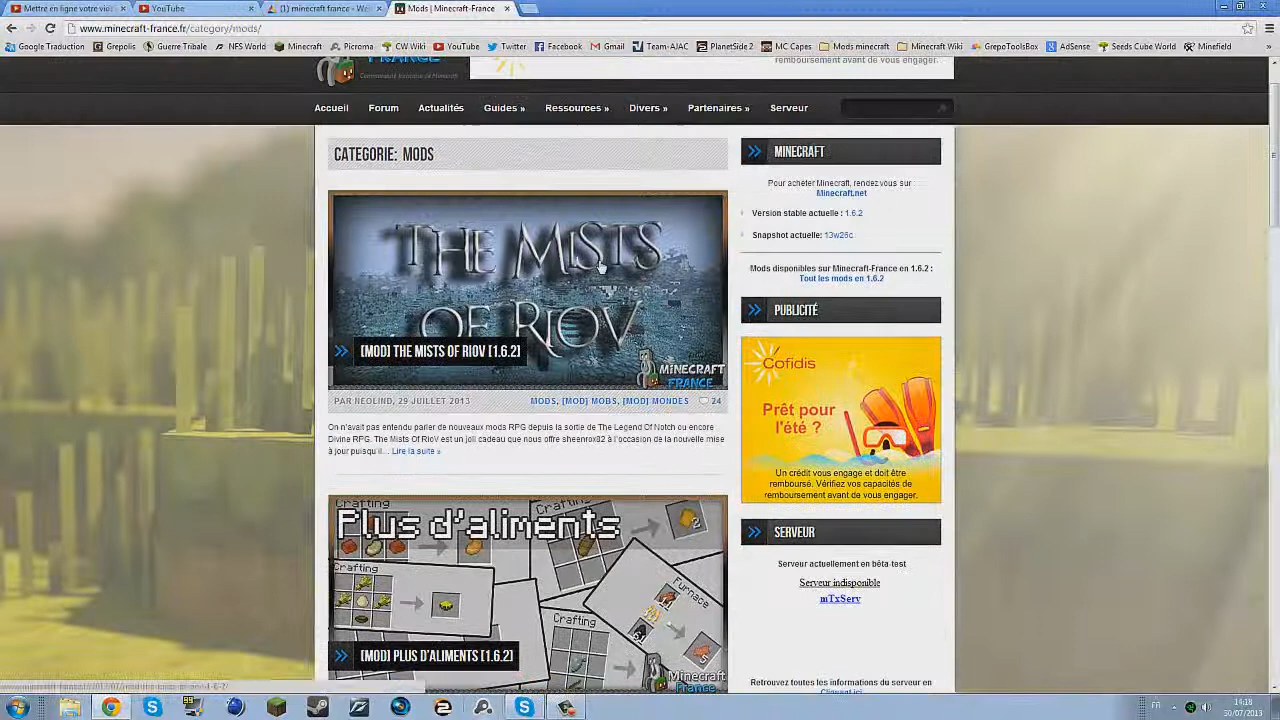 Mettre en ligne votre vidé
YouTube
(1) minecraft france - We
Mods | Minecraft-France
www.minecraft-france.fr/category/mods/
Google Traduction
Grepolis
Guerre Tribale
NFS World
Minecraft
Picroma
CW Wiki
YouTube
Twitter
Facebook
Gmail
Team-AJAC
PlanetSide 2
MC Capes
Mods minecraft
Minecraft Wiki
GrepoToolsBox
AdSense
Seeds Cube World
Minefield
FRANCE
remboursement avant de vous engager.
Accueil
Forum
Actualités
Guides »
Ressources »
Divers »
Partenaires »
Serveur
CATEGORIE: MODS
THE MISTS
OF RIOV
[MOD] THE MISTS OF RIOV [1.6.2]
MINECRAFT
FRANCE
PAR NEOLIND, 29 JUILLET 2013
MODS, [MOD] MOBS, [MOD] MONDES
24
On n'avait pas entendu parler de nouveaux mods RPG depuis la sortie de The Legend Of Notch ou encore
Divine RPG. The Mists Of RioV est un joli cadeau que nous offre sheenrox82 à l'occasion de la nouvelle mise
à jour puisqu'il... Lire la suite »
Crafting
Plus d'aliments
Crafting
2
Crafting
Furnace
Crafting
5
[MOD] PLUS D'ALIMENTS [1.6.2]
Minecraft
France
MINECRAFT
Pour acheter Minecraft, rendez vous sur
Minecraft.net
Version stable actuelle : 1.6.2
Snapshot actuelle: 13w26c
Mods disponibles sur Minecraft-France en 1.6.2 :
Tout les mods en 1.6.2
PUBLICITÉ
Cofidis
Prêt pour
l'été ?
Un crédit vous engage et doit être
remboursé. Vérifiez vos capacités de
remboursement avant de vous engager.
SERVEUR
Serveur actuellement en bêta-test
Serveur indisponible
mTxServ
Retrouvez toutes les informations du serveur en
Cliquant ici
FR
14:18
30/07/2013